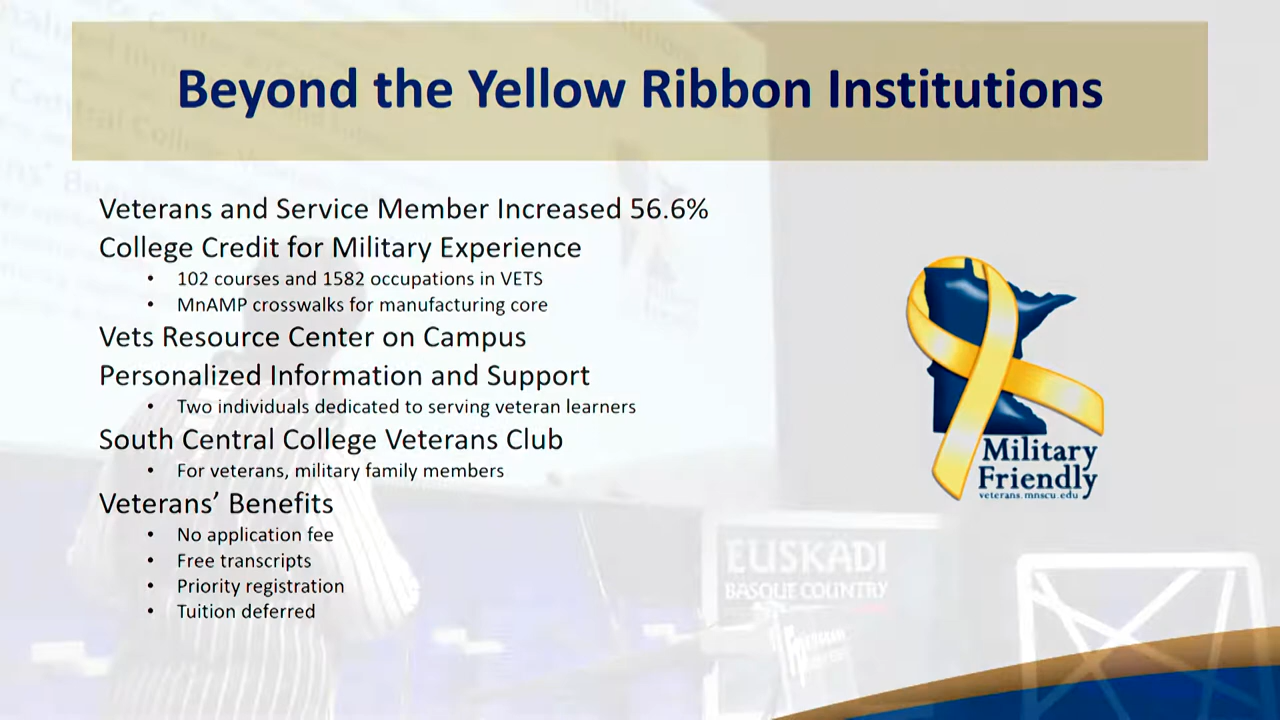 Beyond the Yellow Ribbon Institutions
Veterans and Service Member Increased 56.6%
College Credit for Military Experience
• 102 courses and 1582 occupations in VETS
• MnAMP crosswalks for manufacturing core
Vets Resource Center on Campus
Personalized Information and Support
• Two individuals dedicated to serving veteran learners
South Central College Veterans Club
• For veterans, military family members
Veterans’ Benefits
• No application fee
• Free transcripts
• Priority registration
• Tuition deferred
Military
Friendly
veterans.mnscu.edu
EUSKADI
BASQUE COUNTRY